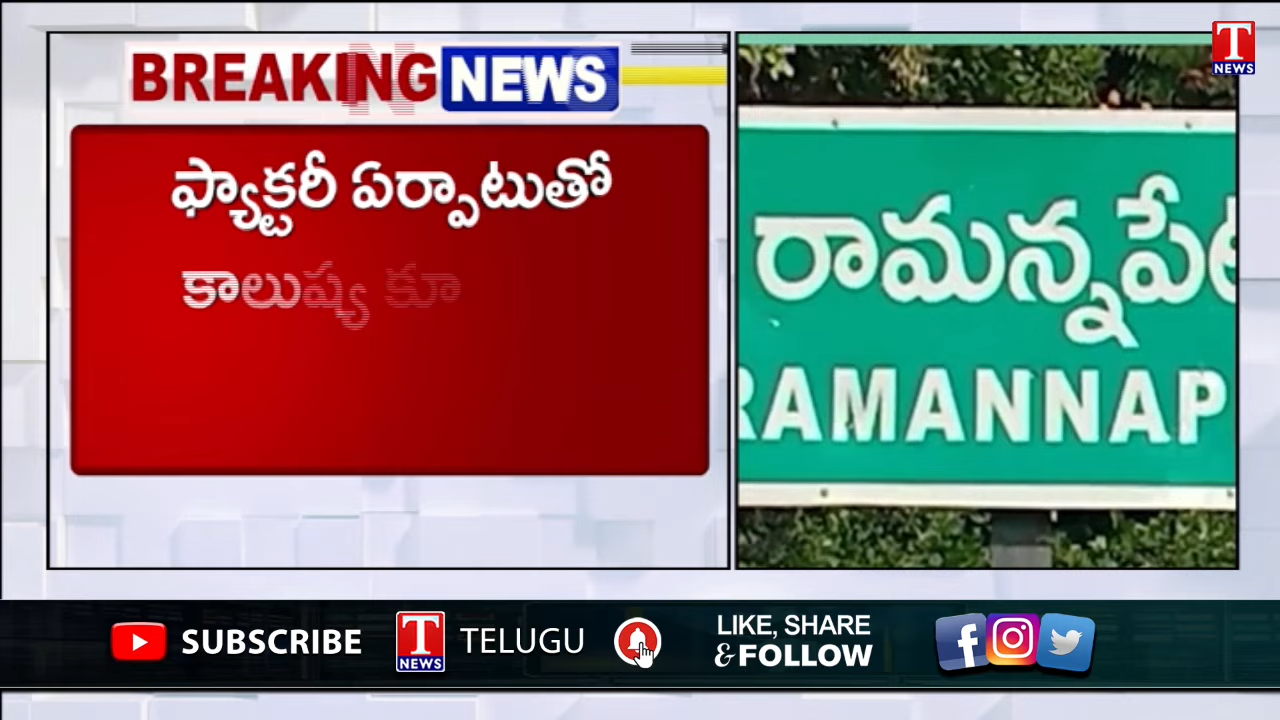 BREAKING NEWS
ఫ్యాక్టరీ ఏర్పాటుతో
కాలుష్య కూ
రామన్నపేట
RAMANNAP
T NEWS
SUBSCRIBE
T NEWS
TELUGU
LIKE, SHARE
& FOLLOW